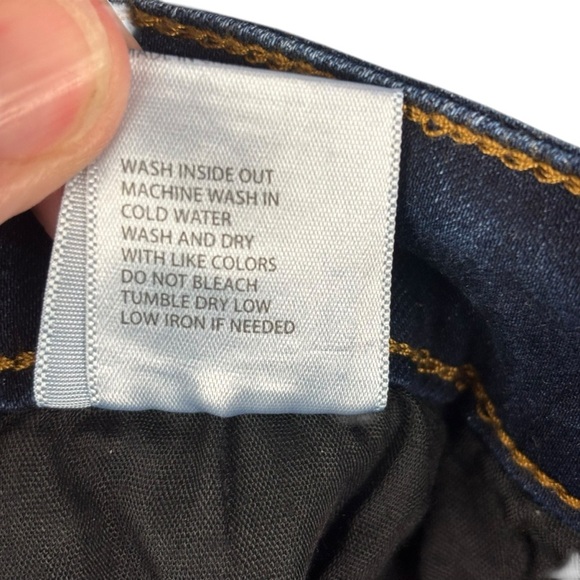 WASH INSIDE OUT
MACHINE WASH IN
COLD WATER
WASH AND DRY
WITH LIKE COLORS
DO NOT BLEACH
TUMBLE DRY LOW
LOW IRON IF NEEDED